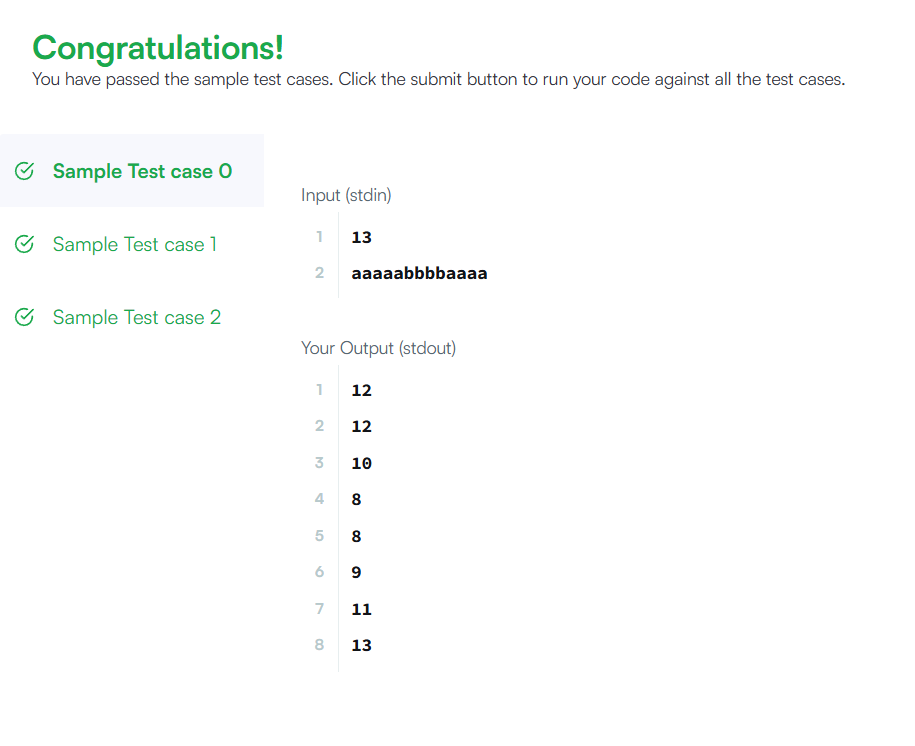 Congratulations!
You have passed the sample test cases. Click the submit button to run your code against all the test cases.
Sample Test case 0
Sample Test case 1
Sample Test case 2
Input (stdin)
1 13
2 aaaaabbbbaaaa
Your Output (stdout)
1 12
2 12
3 10
4 8
5 8
6 9
7 11
8 13